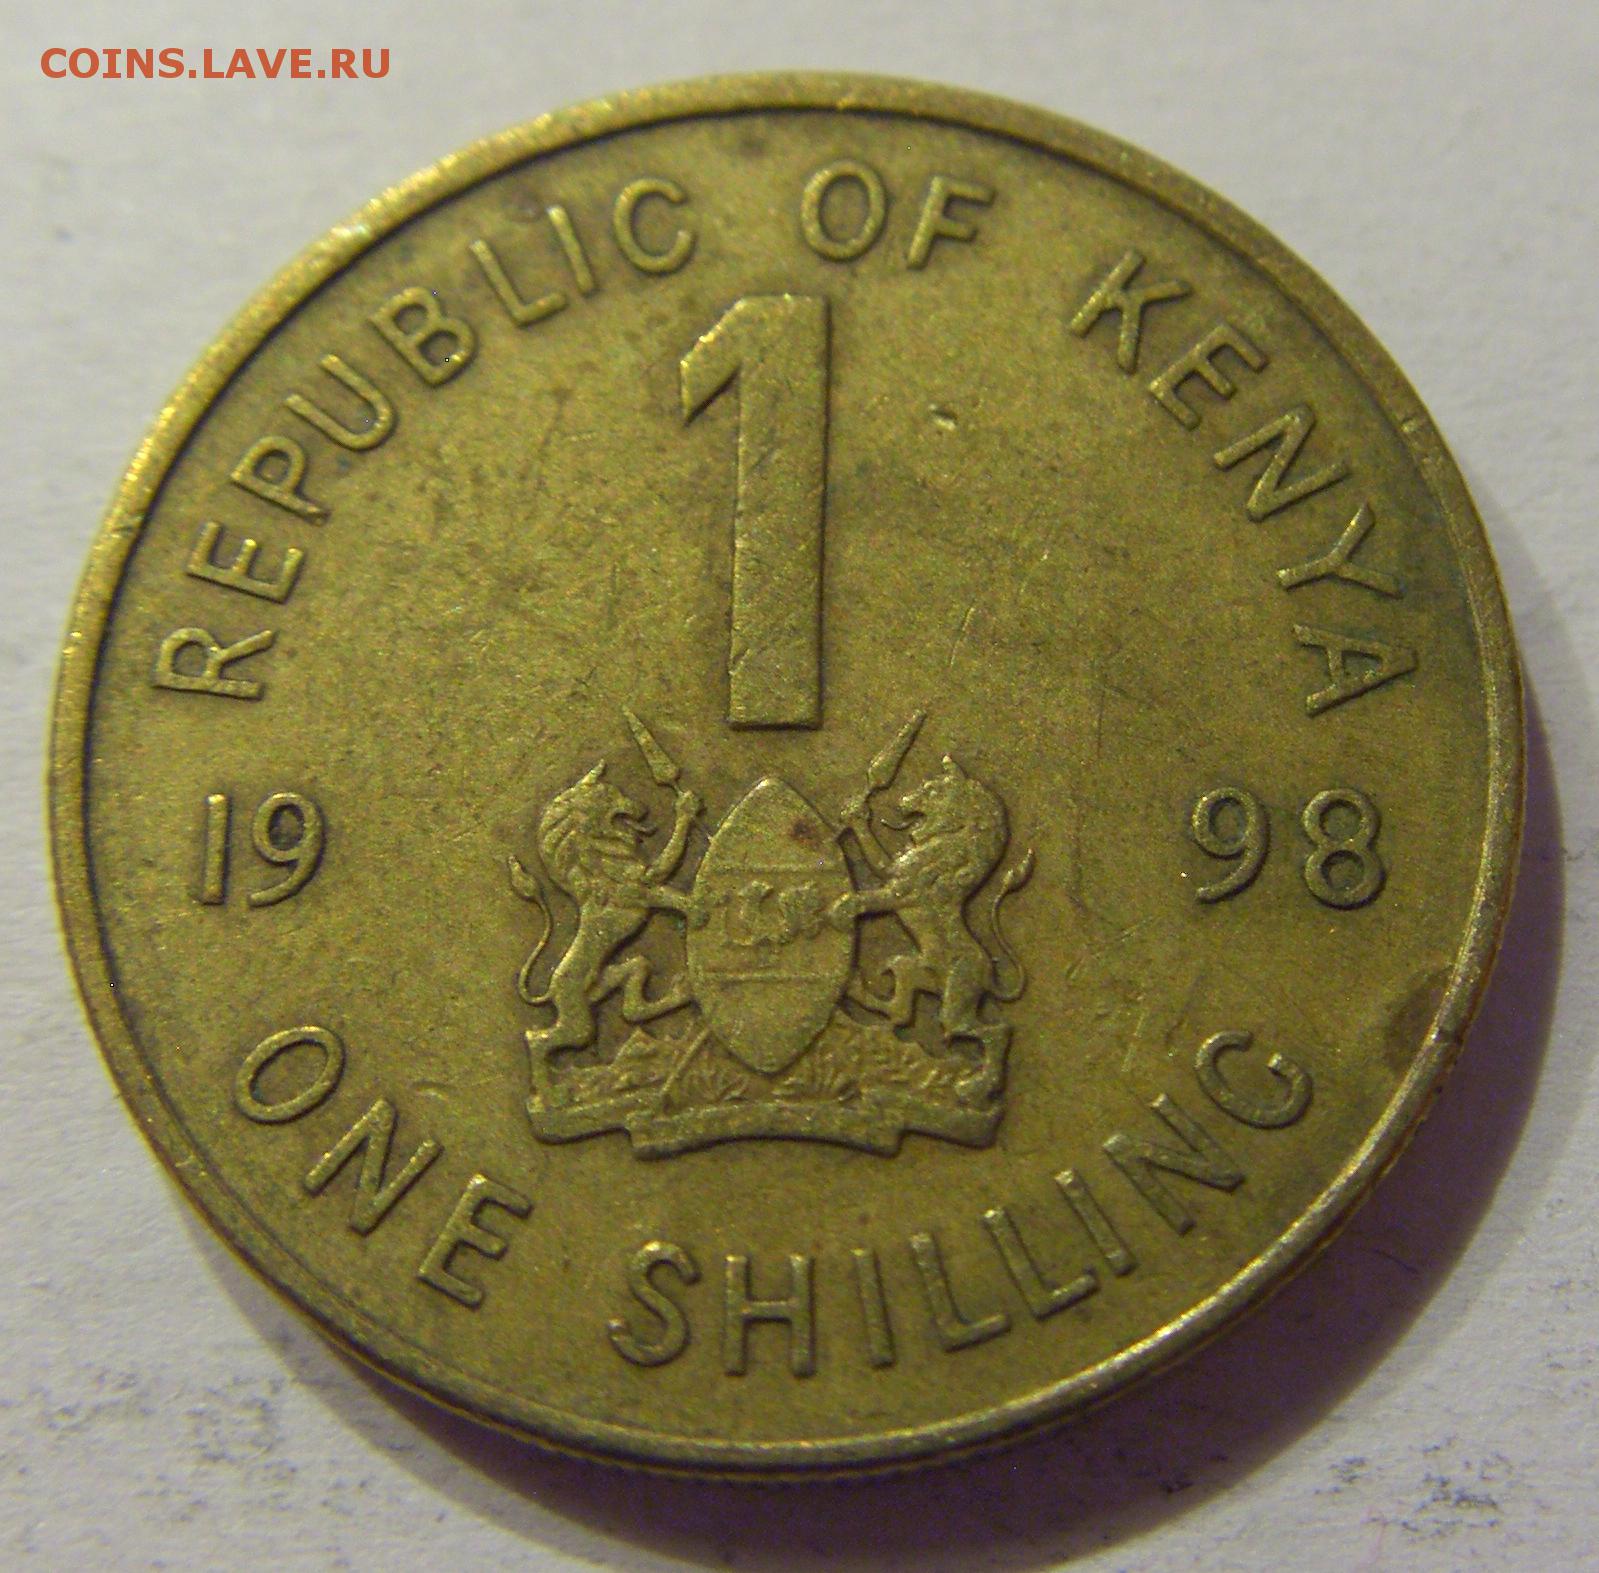 COINS.LAVE.RU
REPUBLIC OF KENYA
1
19 98
ONE SHILLING